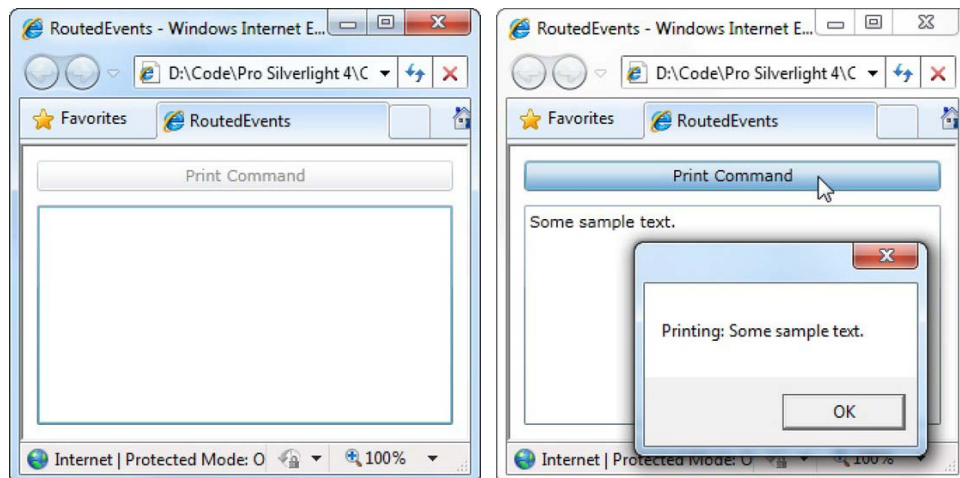 RoutedEvents - Windows Internet E...
D:\Code\Pro Silverlight 4\C
Favorites
RoutedEvents
Print Command
Internet | Protected Mode: O
100%
RoutedEvents - Windows Internet E...
D:\Code\Pro Silverlight 4\C
Favorites
RoutedEvents
Print Command
Some sample text.
Printing: Some sample text.
OK
Internet | Protected Mode: O
100%